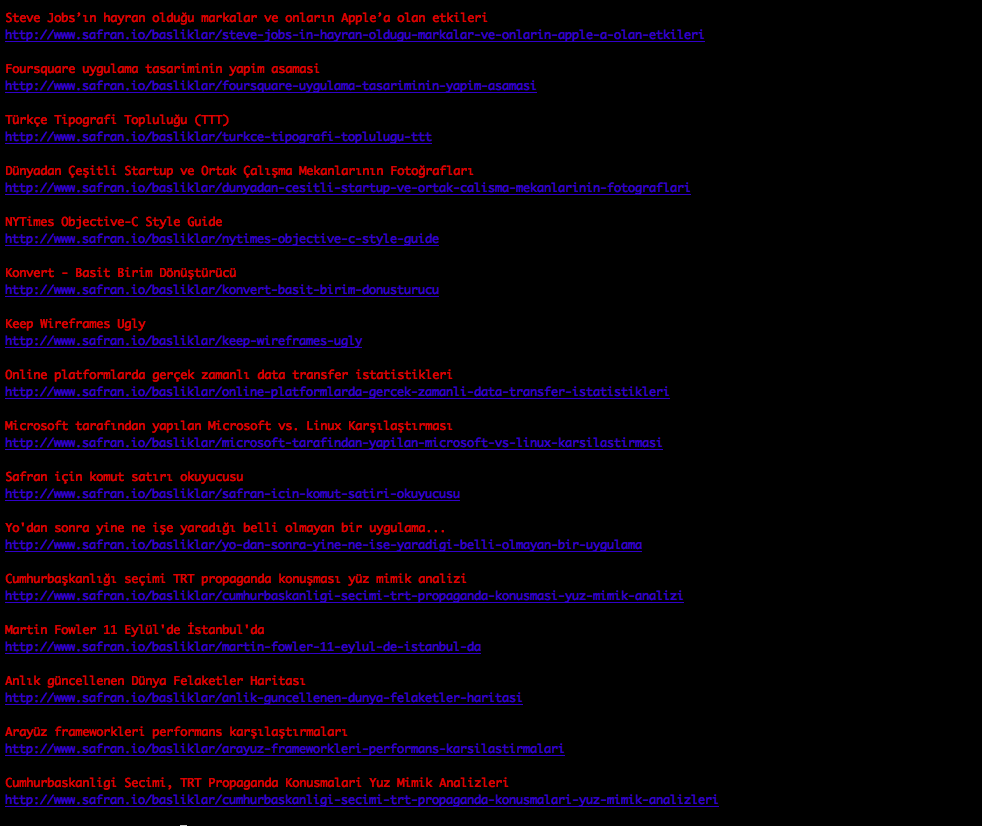 Steve Jobs'ın hayran olduğu markalar ve onların Apple’a olan etkileri
http://www.safran.io/basliklar/steve-jobs-in-hayran-oldugu-markalar-ve-onlarin-apple-a-olan-etkileri
Foursquare uygulama tasariminin yapim asamasi
http://www.safran.io/basliklar/foursquare-uygulama-tasariminin-yapim-asamasi
Türkçe Tipografi Topluluğu (TTT)
http://www.safran.io/basliklar/turkce-tipografi-toplulugu-ttt
Dünyadan Çeşitli Startup ve Ortak Çalışma Mekanlarının Fotoğrafları
http://www.safran.io/basliklar/dunyadan-cesitli-startup-ve-ortak-calisma-mekanlarinin-fotograflari
NYTimes Objective-C Style Guide
http://www.safran.io/basliklar/nytimes-objective-c-style-guide
Konvert - Basit Birim Dönüştürücü
http://www.safran.io/basliklar/konvert-basit-birim-donusturucu
Keep Wireframes Ugly
http://www.safran.io/basliklar/keep-wireframes-ugly
Online platformlarda gerçek zamanlı data transfer istatistikleri
http://www.safran.io/basliklar/online-platformlarda-gercek-zamanli-data-transfer-istatistikleri
Microsoft tarafından yapılan Microsoft vs. Linux Karşılaştırması
http://www.safran.io/basliklar/microsoft-tarafindan-yapilan-microsoft-vs-linux-karsilastirmasi
Safran için komut satırı okuyucusu
http://www.safran.io/basliklar/safran-icin-komut-satiri-okuyucusu
Yo'dan sonra yine ne işe yaradığı belli olmayan bir uygulama...
http://www.safran.io/basliklar/yo-dan-sonra-yine-ne-ise-yaradigi-belli-olmayan-bir-uygulama
Cumhurbaşkanlığı seçimi TRT propaganda konuşması yüz mimik analizi
http://www.safran.io/basliklar/cumhurbaskanligi-secimi-trt-propaganda-konusmasi-yuz-mimik-analizi
Martin Fowler 11 Eylül'de İstanbul'da
http://www.safran.io/basliklar/martin-fowler-11-eylul-de-istanbul-da
Anlık güncellenen Dünya Felaketler Haritası
http://www.safran.io/basliklar/anlik-guncellenen-dunya-felaketler-haritasi
Arayüz frameworkleri performans karşılaştırmaları
http://www.safran.io/basliklar/arayuz-frameworkleri-performans-karsilastirmalari
Cumhurbaskanligi Secimi, TRT Propaganda Konusmalari Yuz Mimik Analizleri
http://www.safran.io/basliklar/cumhurbaskanligi-secimi-trt-propaganda-konusmalari-yuz-mimik-analizleri